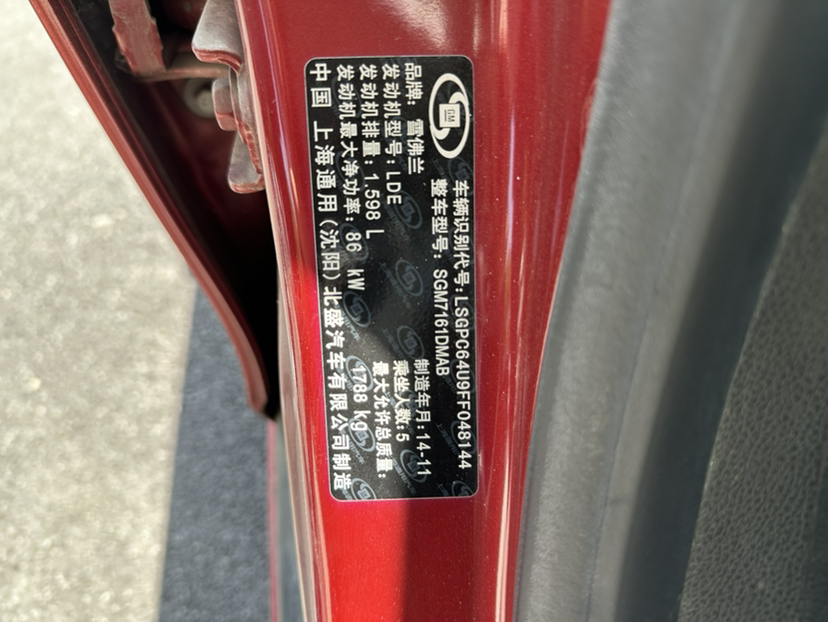 GM
车辆识别代号:LSGPC64U9FF048144
整车型号: SGM7161DMAB
品牌: 雪佛兰
制造年月:14-11
发动机型号:LDE
乘坐人数:5
发动机排量:1.598 L
最大允许总质量:
发动机最大净功率: 86 kW
1788 kg
中国 上海通用(沈阳)北盛汽车有限公司制造